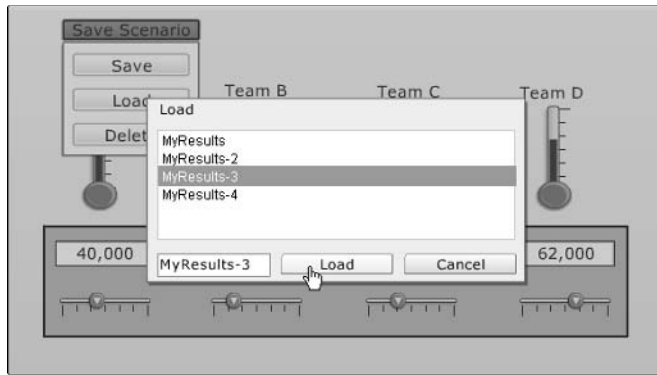 Save Scenario
Save
Load
Delet
Team B
Team C
Team D
Load
MyResults
MyResults-2
MyResults-3
MyResults-4
40,000
MyResults-3
Load
Cancel
62,000